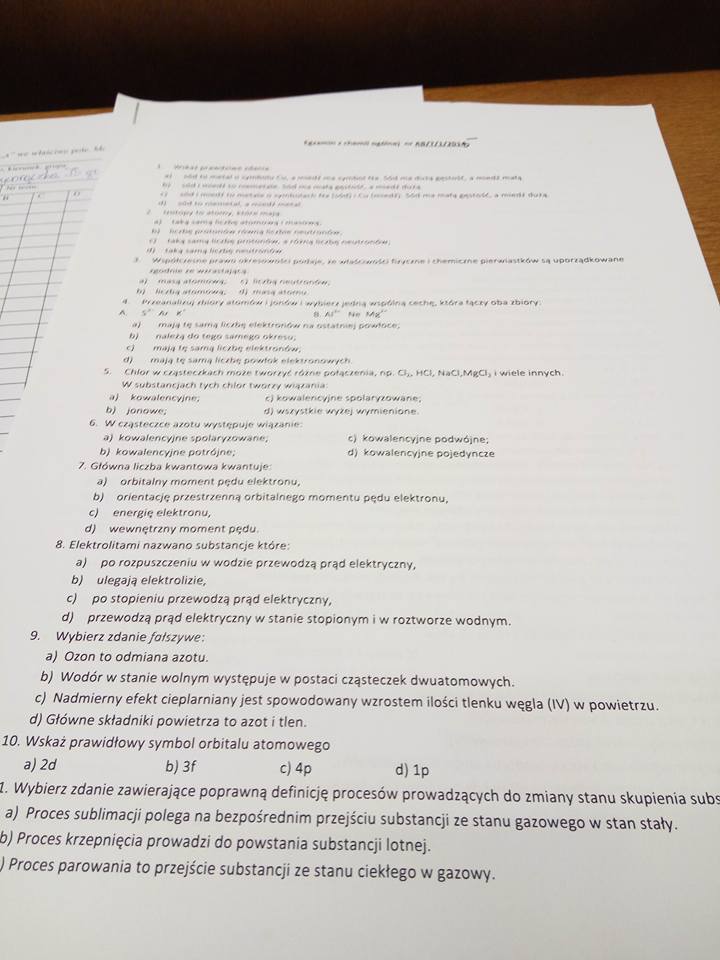 Egzamin z chemii ogólnej nr
1. Wskaż prawdziwe zdanie
a) sód to metal o symbolu Cu, a miedź ma symbol Na. Sód ma dużą gęstość, a miedź małą.
b) sód i miedź to niemetale. Sód ma małą gęstość, a miedź dużą.
c) sód i miedź to metale o symbolach Na (sód) i Cu (miedź). Sód ma małą gęstość, a miedź dużą.
d) sód to niemetal, a miedź metal.
2. Izotopy to atomy, które mają:
a) taką samą liczbę atomową i masową;
b) liczbę protonów równą liczbie neutronów;
c) taką samą liczbę protonów, a różną liczbę neutronów;
d) taką samą liczbę neutronów.
3. Współczesne prawo okresowości podaje, że właściwości fizyczne i chemiczne pierwiastków są uporządkowane
zgodnie ze wzrastającą:
a) masą atomową; c) liczbą neutronów;
b) liczbą atomową; d) masą atomu.
4. Przeanalizuj zbiory atomów i jonów i wybierz jedną wspólną cechę, która łączy oba zbiory:
A. S²⁻ Ar K⁺ B. Al³⁺ Ne Mg²⁺
a) mają tę samą liczbę elektronów na ostatniej powłoce;
b) należą do tego samego okresu;
c) mają tę samą liczbę elektronów;
d) mają tę samą liczbę powłok elektronowych.
5. Chlor w cząsteczkach może tworzyć różne połączenia, np. Cl₂, HCl, NaCl,MgCl₂ i wiele innych.
W substancjach tych chlor tworzy wiązania:
a) kowalencyjne; c) kowalencyjne spolaryzowane;
b) jonowe; d) wszystkie wyżej wymienione.
6. W cząsteczce azotu występuje wiązanie:
a) kowalencyjne spolaryzowane; c) kowalencyjne podwójne;
b) kowalencyjne potrójne; d) kowalencyjne pojedyncze
7. Główna liczba kwantowa kwantuje:
a) orbitalny moment pędu elektronu,
b) orientację przestrzenną orbitalnego momentu pędu elektronu,
c) energię elektronu,
d) wewnętrzny moment pędu.
8. Elektrolitami nazwano substancje które:
a) po rozpuszczeniu w wodzie przewodzą prąd elektryczny,
b) ulegają elektrolizie,
c) po stopieniu przewodzą prąd elektryczny,
d) przewodzą prąd elektryczny w stanie stopionym i w roztworze wodnym.
9. Wybierz zdanie fałszywe:
a) Ozon to odmiana azotu.
b) Wodór w stanie wolnym występuje w postaci cząsteczek dwuatomowych.
c) Nadmierny efekt cieplarniany jest spowodowany wzrostem ilości tlenku węgla (IV) w powietrzu.
d) Główne składniki powietrza to azot i tlen.
10. Wskaż prawidłowy symbol orbitalu atomowego
a) 2d b) 3f c) 4p d) 1p
1. Wybierz zdanie zawierające poprawną definicję procesów prowadzących do zmiany stanu skupienia subs
a) Proces sublimacji polega na bezpośrednim przejściu substancji ze stanu gazowego w stan stały.
b) Proces krzepnięcia prowadzi do powstania substancji lotnej.
) Proces parowania to przejście substancji ze stanu ciekłego w gazowy.